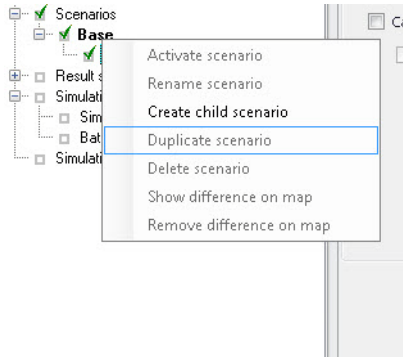 Scenarios
Base
Result s
Simulati
Sim
Bat
Simulati
Activate scenario
Rename scenario
Create child scenario
Duplicate scenario
Delete scenario
Show difference on map
Remove difference on map